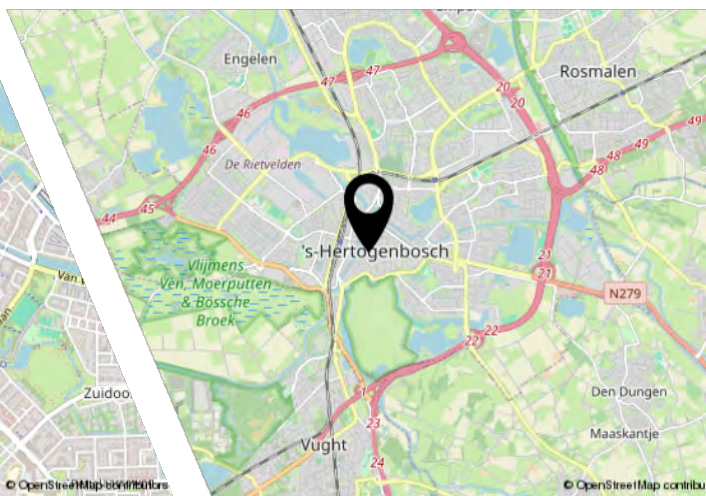 Engelen
47
47
20
20
Rosmalen
46
46
49
49
48
48
De Rietvelden
44
45
's-Hertogenbosch
21
21
Vlijmens
Ven, Moerputten
& Bossche
Broek
N279
22
22
Zuidoo
1
Den Dungen
23
Maaskantje
Vught
24
© OpenStreetMap contributors
© OpenStreetMap contribu